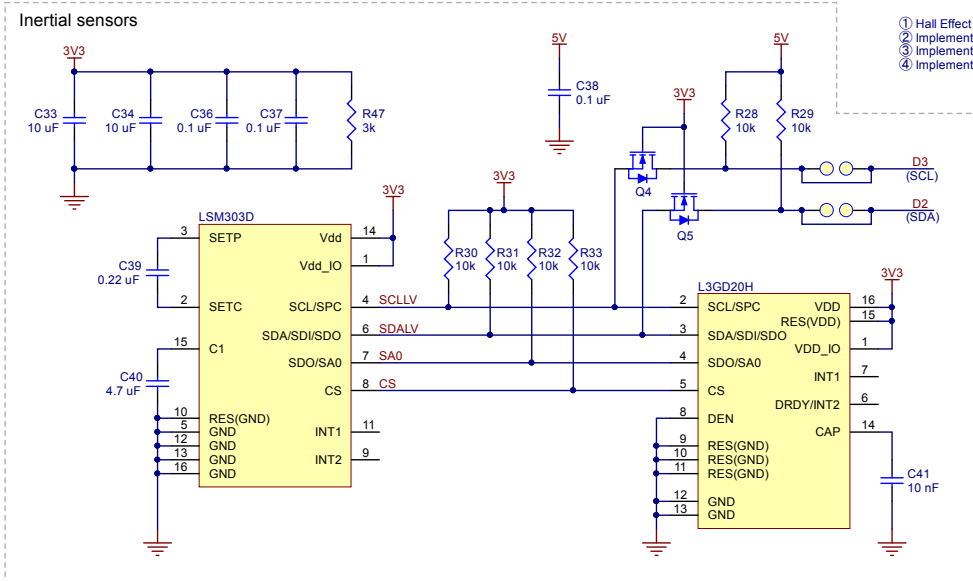 Inertial sensors
① Hall Effect
② Implement
③ Implement
④ Implement
3V3
C33
10 uF
C34
10 uF
C36
0.1 uF
C37
0.1 uF
R47
3k
5V
C38
0.1 uF
3V3
5V
R28
10k
R29
10k
Q4
Q5
D3
(SCL)
D2
(SDA)
LSM303D
3 SETP
Vdd 14
3V3
Vdd_IO 1
C39
0.22 uF
2 SETC
SCL/SPC 4 SCLLV
SDA/SDI/SDO 6 SDALV
15 C1
SDO/SA0 7 SA0
CS 8 CS
C40
4.7 uF
10 RES(GND)
5 GND
12 GND
13 GND
16 GND
INT1 11
INT2 9
3V3
R30
10k
R31
10k
R32
10k
R33
10k
L3GD20H
3V3
2 SCL/SPC
VDD 16
RES(VDD) 15
3 SDA/SDI/SDO
VDD_IO 1
4 SDO/SA0
INT1 7
5 CS
DRDY/INT2 6
8 DEN
CAP 14
9 RES(GND)
10 RES(GND)
11 RES(GND)
12 GND
13 GND
C41
10 nF